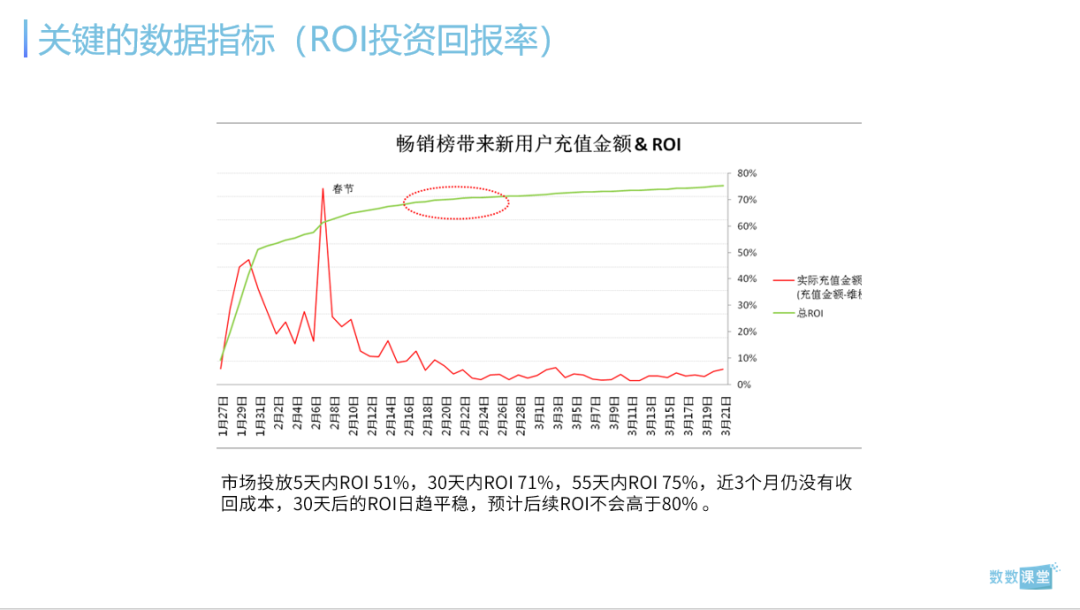 关键的数据指标（ROI投资回报率）
畅销榜带来新用户充值金额& ROI
春节
80%
70%
60%
50%
40%
30%
20%
10%
0%
实际充值金额
(充值金额-维
总ROI
1月27日
1月29日
1月31日
2月2日
2月4日
2月6日
2月8日
2月10日
2月12日
2月14日
2月16日
2月18日
2月20日
2月22日
2月24日
2月26日
2月28日
3月1日
3月3日
3月5日
3月7日
3月9日
3月11日
3月13日
3月15日
3月17日
3月19日
3月21日
市场投放5天内ROI 51%，30天内ROI 71%，55天内ROI 75%，近3个月仍没有收
回成本，30天后的ROI日趋平稳，预计后续ROI不会高于80% 。
数数课堂